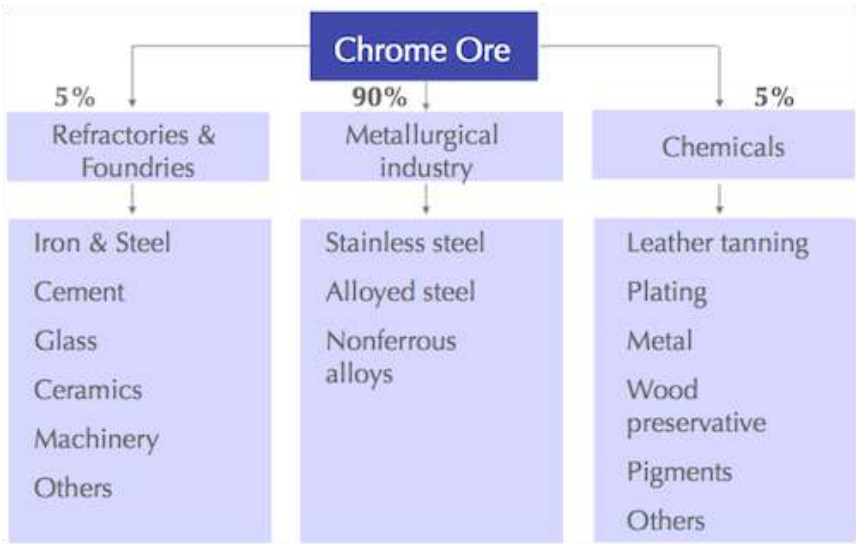 Chrome Ore
5%
90%
5%
Refractories &
Foundries
Metallurgical
industry
Chemicals
Iron & Steel
Cement
Glass
Ceramics
Machinery
Others
Stainless steel
Alloyed steel
Nonferrous
alloys
Leather tanning
Plating
Metal
Wood
preservative
Pigments
Others